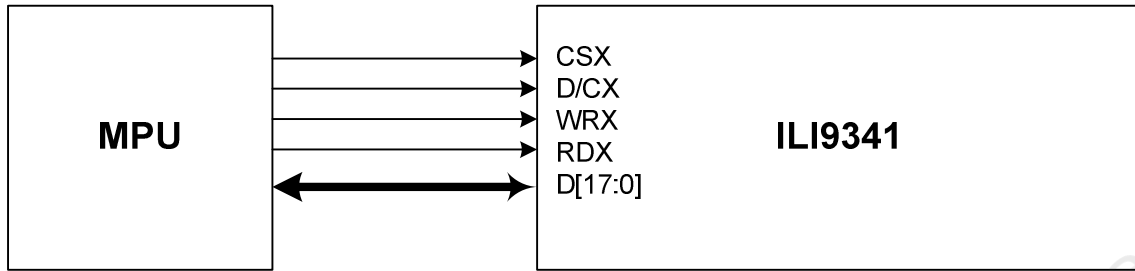 MPU
CSX
D/CX
WRX
RDX
D[17:0]
ILI9341